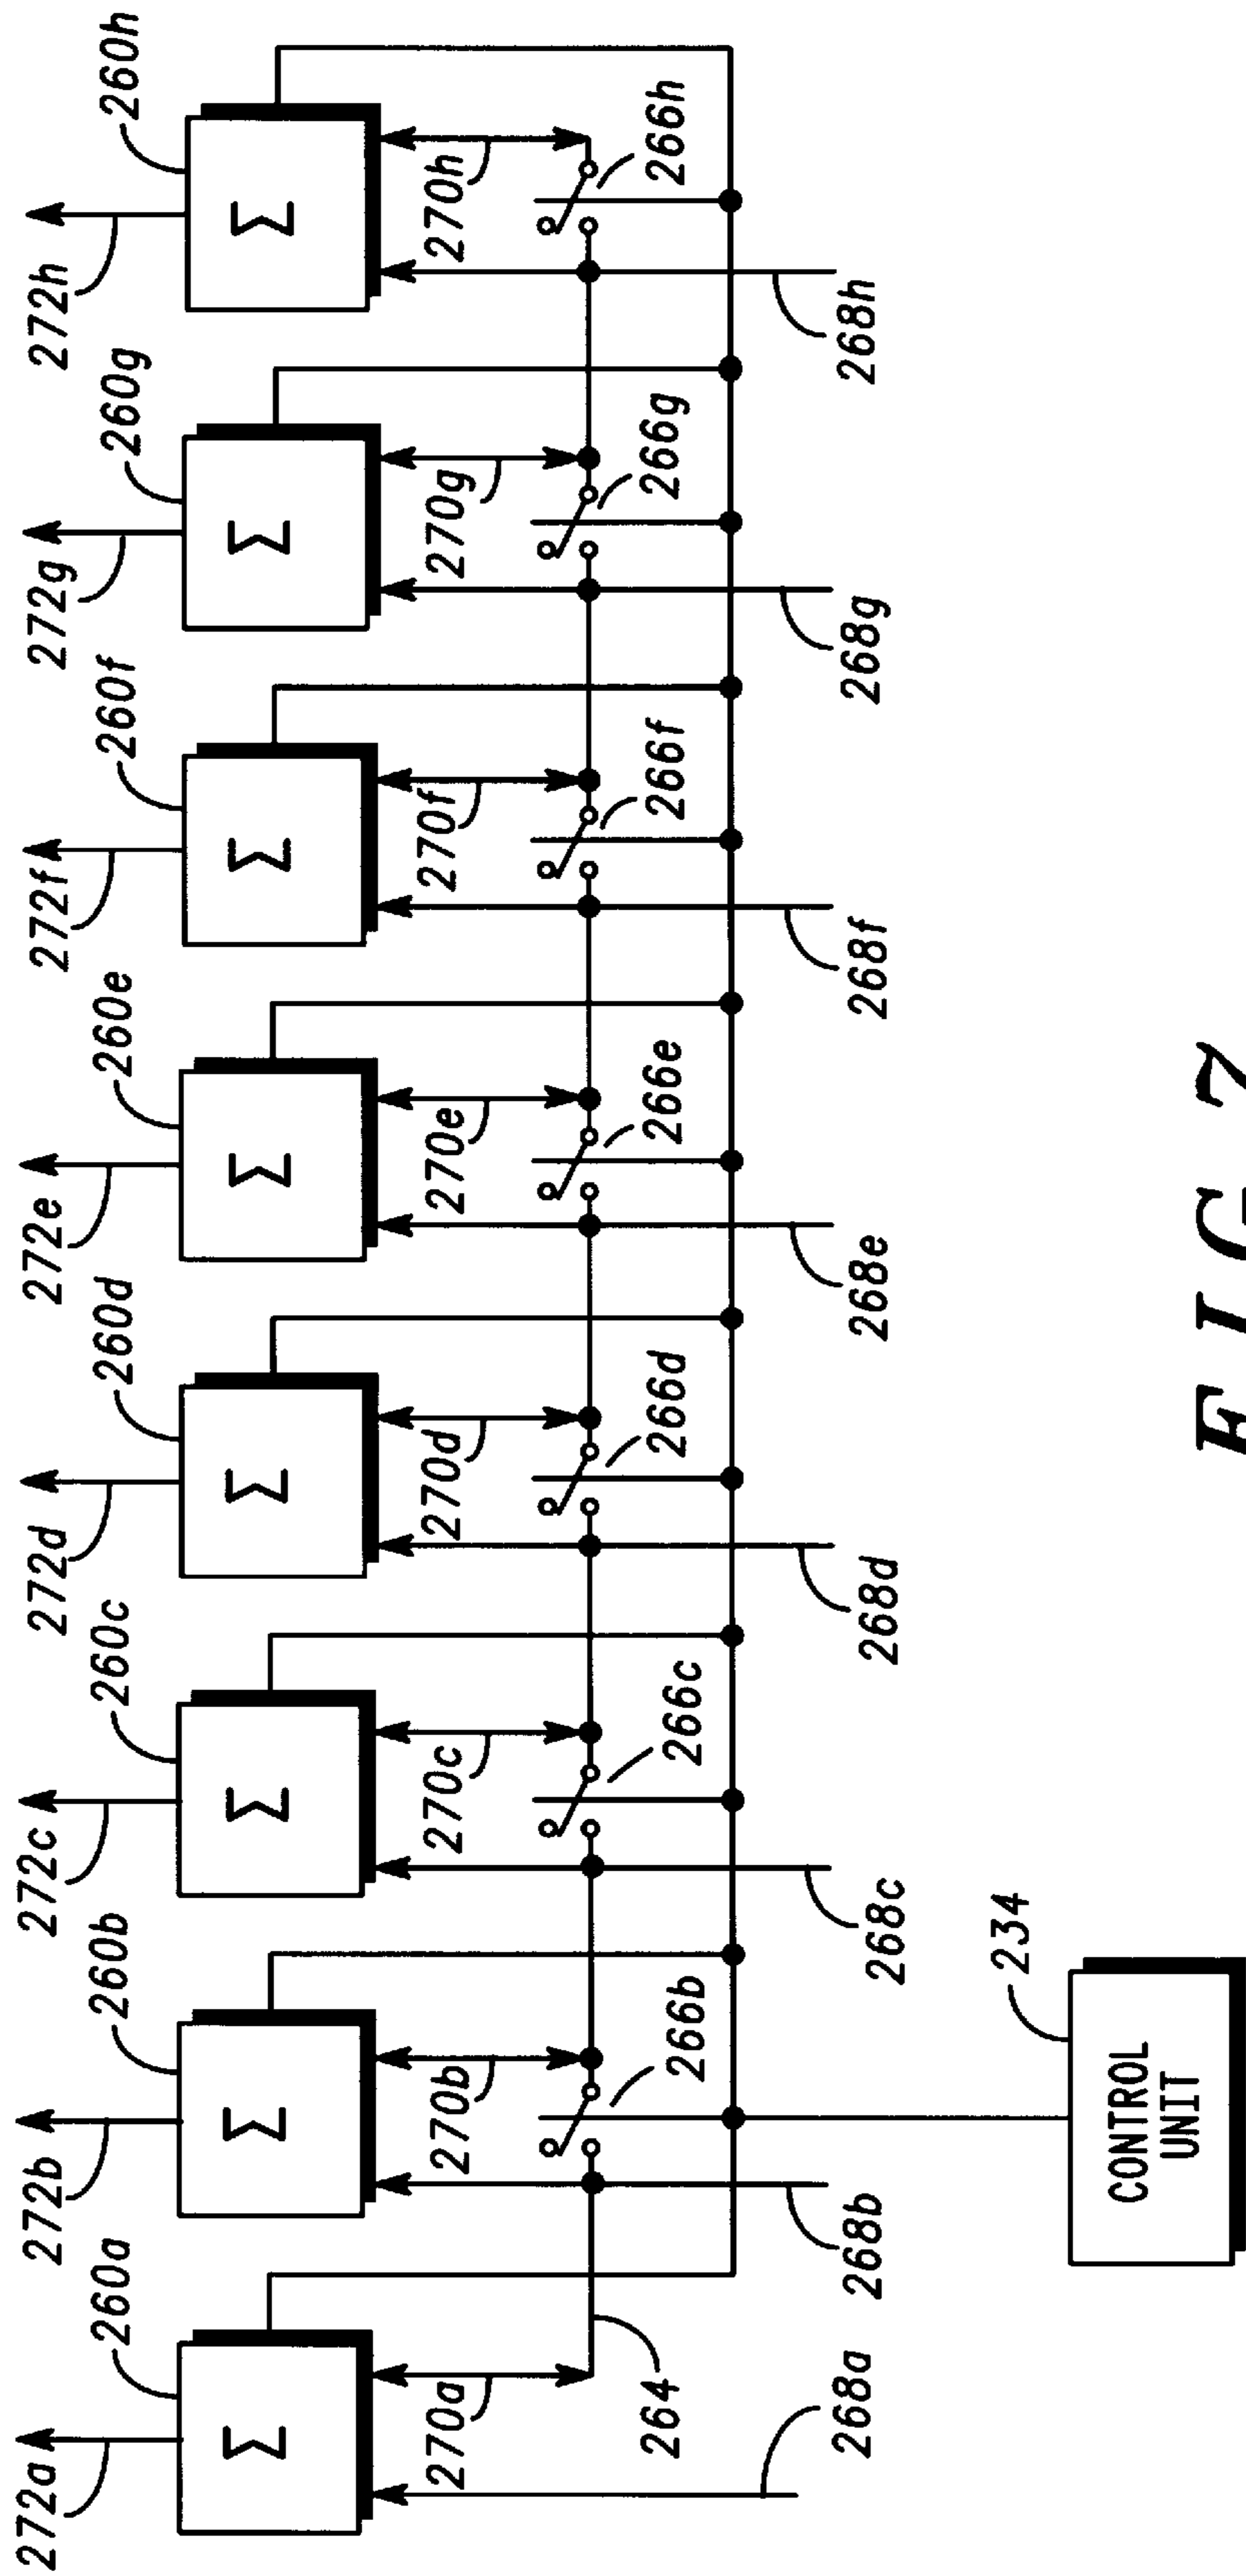 272a
272b
272c
272d
272e
272f
272g
272h
260a
260b
260c
260d
260e
260f
260g
260h
Σ
Σ
Σ
Σ
Σ
Σ
Σ
Σ
270a
270b
270c
270d
270e
270f
270g
270h
264
266b
266c
266d
266e
266f
266g
266h
268a
268b
268c
268d
268e
268f
268g
268h
234
CONTROL
UNIT
FIG 7